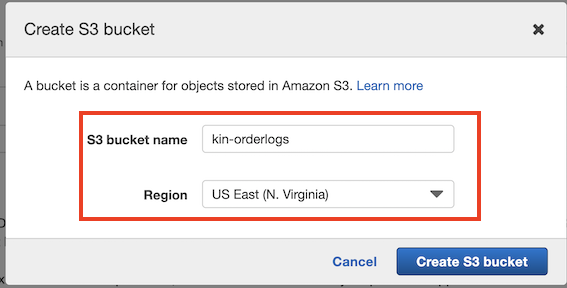 Create S3 bucket
A bucket is a container for objects stored in Amazon S3. Learn more
S3 bucket name kin-orderlogs
Region US East (N. Virginia)
Cancel Create S3 bucket